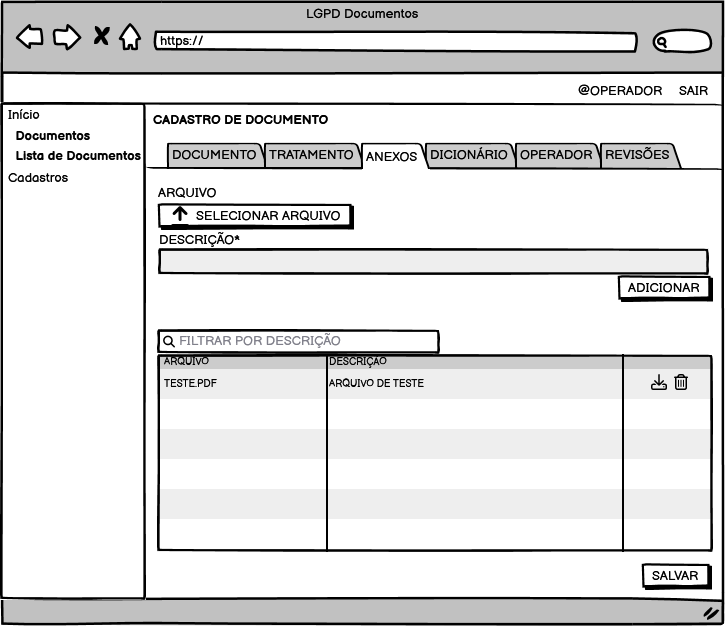 LGPD Documentos
https://
@OPERADOR SAIR
Início
Documentos
Lista de Documentos
Cadastros
CADASTRO DE DOCUMENTO
DOCUMENTO TRATAMENTO ANEXOS DICIONÁRIO OPERADOR REVISÕES
ARQUIVO
SELECIONAR ARQUIVO
DESCRIÇÃO*
ADICIONAR
FILTRAR POR DESCRIÇÃO
ARQUIVO DESCRIÇÃO
TESTE.PDF ARQUIVO DE TESTE
SALVAR